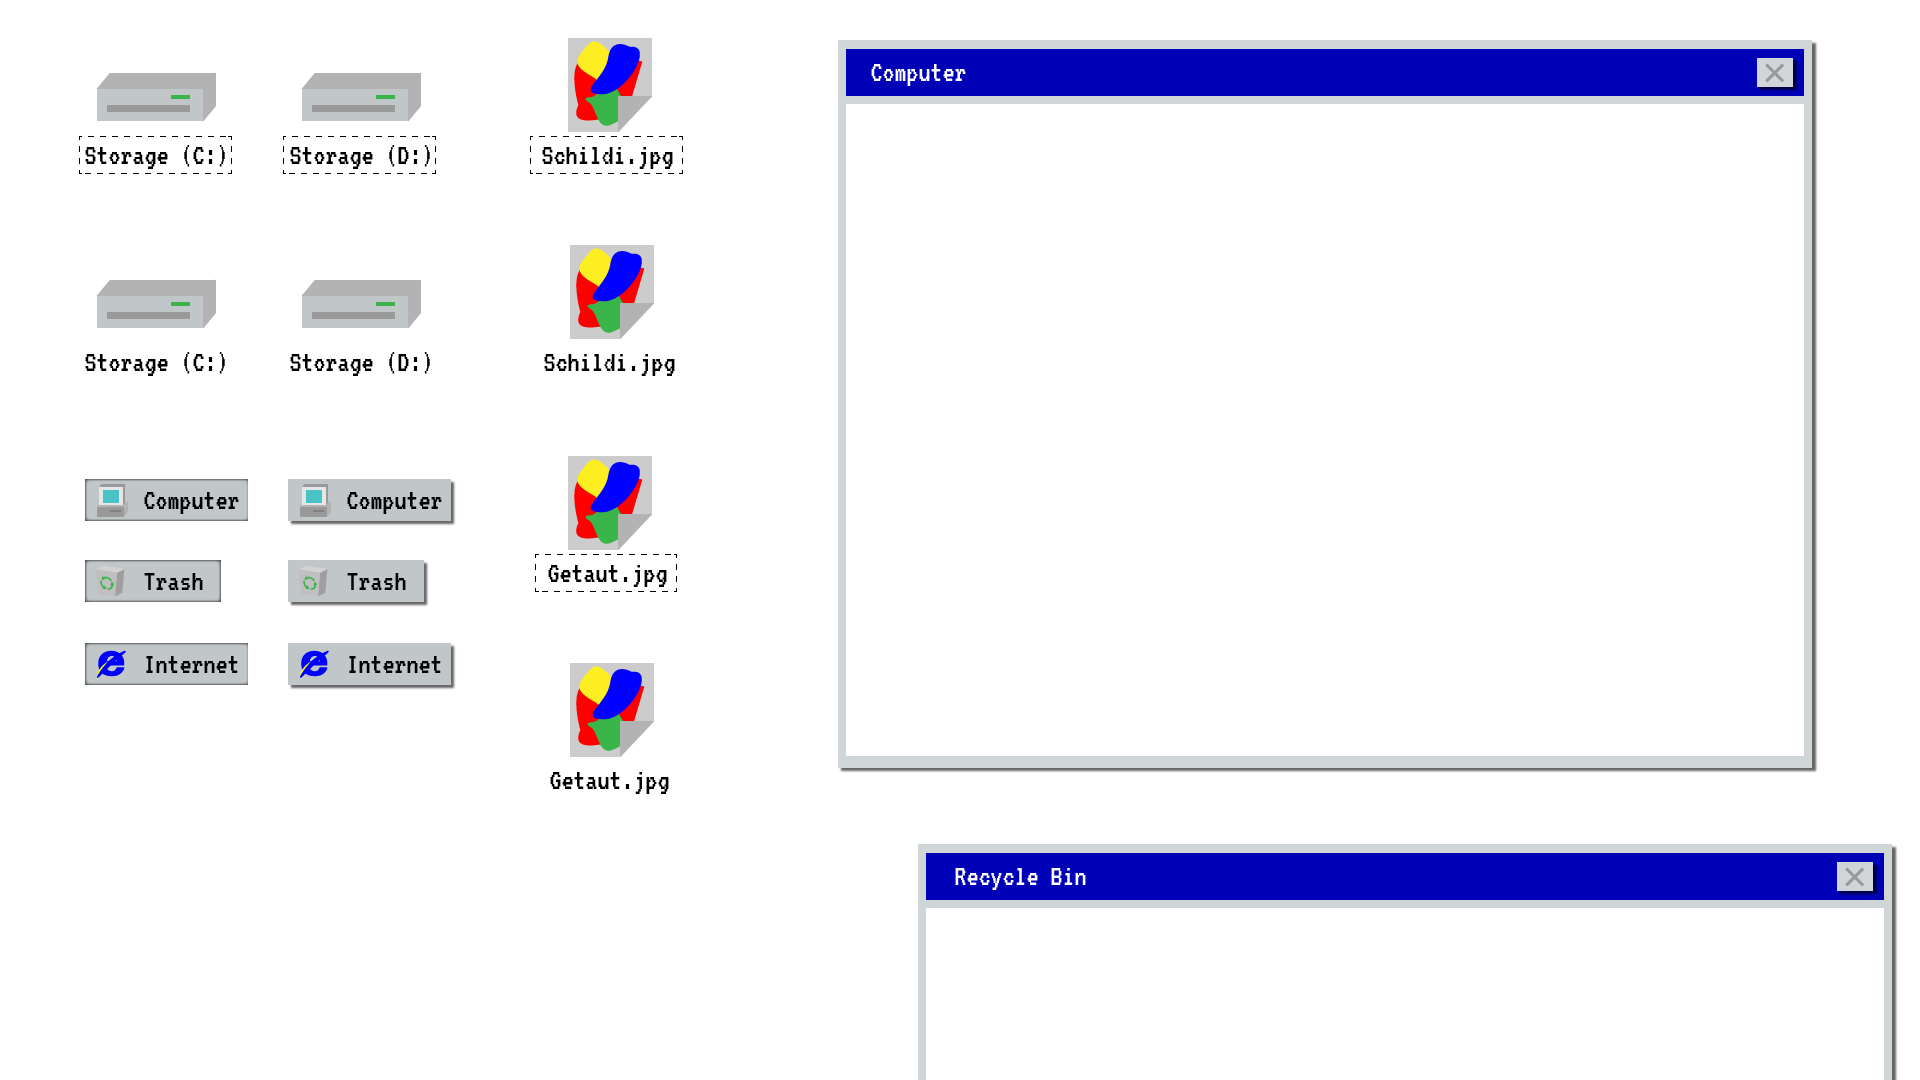 Storage (C:)
Storage (D:)
Schildi.jpg
Computer
Storage (C:)
Storage (D:)
Schildi.jpg
Computer
Computer
Getaut.jpg
Trash
Trash
Internet
Internet
Getaut.jpg
Recycle Bin